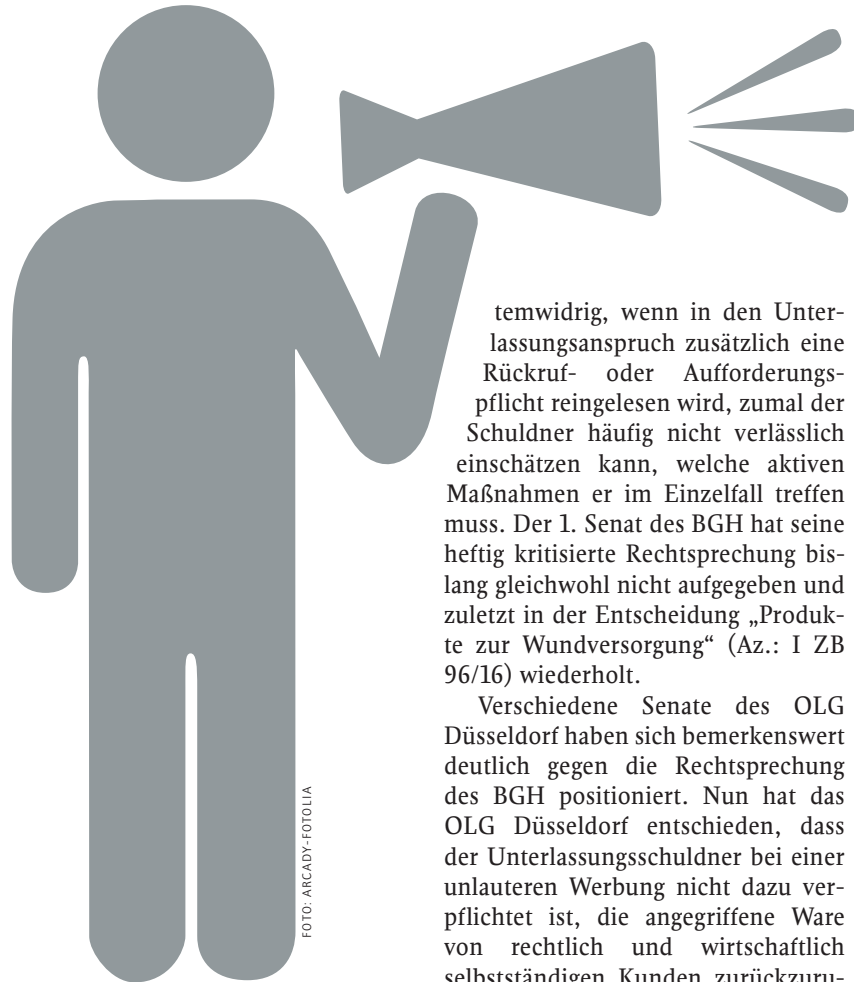 temwidrig, wenn in den Unter-
lassungsanspruch zusätzlich eine
Rückruf- oder Aufforderungs-
pflicht reingelesen wird, zumal der
Schuldner häufig nicht verlässlich
einschätzen kann, welche aktiven
Maßnahmen er im Einzelfall treffen
muss. Der 1. Senat des BGH hat seine
heftig kritisierte Rechtsprechung bis-
lang gleichwohl nicht aufgegeben und
zuletzt in der Entscheidung „Produk-
te zur Wundversorgung“ (Az.: I ZB
96/16) wiederholt.
Verschiedene Senate des OLG
Düsseldorf haben sich bemerkenswert
deutlich gegen die Rechtsprechung
des BGH positioniert. Nun hat das
OLG Düsseldorf entschieden, dass
der Unterlassungsschuldner bei einer
unlauteren Werbung nicht dazu ver-
pflichtet ist, die angegriffene Ware
von rechtlich und wirtschaftlich
selbstständigen Kunden zurückzuru-
FOTO: ARCADY-FOTOLIA